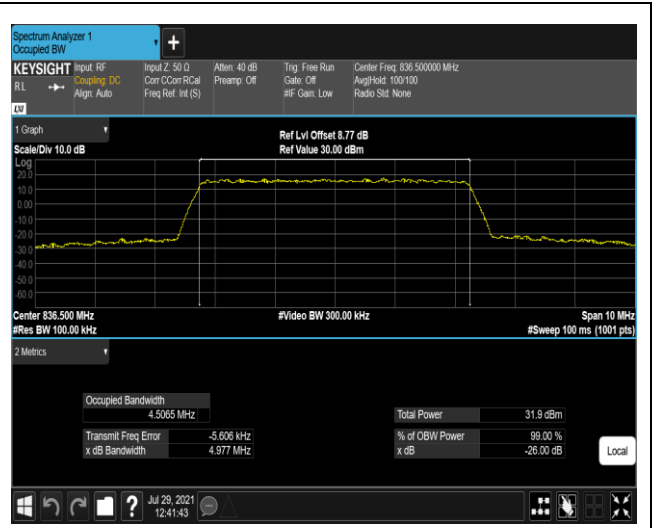 Spectrum Analyzer 1
Occupied BW
+
KEYSIGHT Input: RF Input Z: 50 Ω Atten: 40 dB Trig: Free Run Center Freq: 836.500000 MHz
RL Coupling: DC Corr CCorr RCal Preamp: Off Gate: Off Avg|Hold: 100/100
Align: Auto Freq Ref: Int (S) #IF Gain: Low Radio Std: None
LXI
1 Graph
Ref Lvl Offset 8.77 dB
Scale/Div 10.0 dB Ref Value 30.00 dBm
Log
20.0
10.0
0.00
-10.0
-20.0
-30.0
-40.0
-50.0
-60.0
Center 836.500 MHz #Video BW 300.00 kHz Span 10 MHz
#Res BW 100.00 kHz #Sweep 100 ms (1001 pts)
2 Metrics
Occupied Bandwidth
4.5065 MHz Total Power 31.9 dBm
Transmit Freq Error -5.606 kHz % of OBW Power 99.00 %
x dB Bandwidth 4.977 MHz x dB -26.00 dB
Local
? Jul 29, 2021
12:41:43